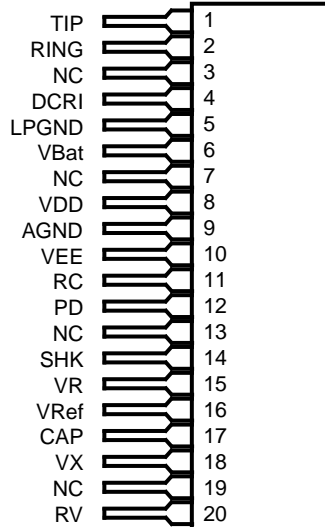 TIP 1
RING 2
NC 3
DCRI 4
LPGND 5
VBat 6
NC 7
VDD 8
AGND 9
VEE 10
RC 11
PD 12
NC 13
SHK 14
VR 15
VRef 16
CAP 17
VX 18
NC 19
RV 20